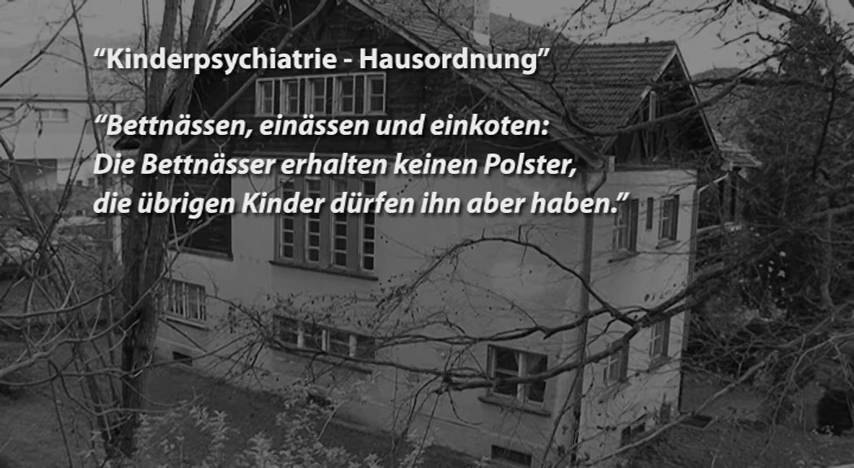 “Kinderpsychiatrie - Hausordnung”
“Bettnässen, einässen und einkoten:
Die Bettnässer erhalten keinen Polster,
die übrigen Kinder dürfen ihn aber haben.”